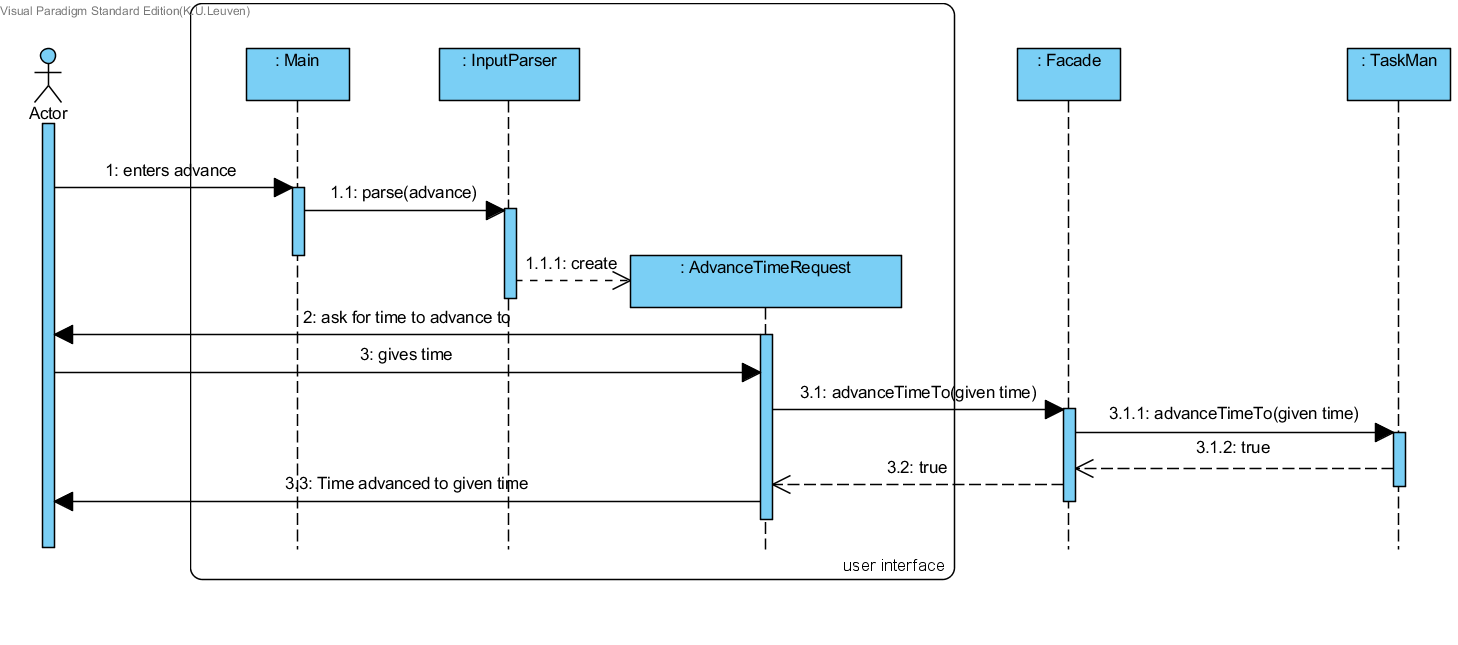 Visual Paradigm Standard Edition(K.U.Leuven)
: Main
: InputParser
: Facade
: TaskMan
Actor
1: enters advance
1.1: parse(advance)
1.1.1: create
: AdvanceTimeRequest
2: ask for time to advance to
3: gives time
3.1: advanceTimeTo(given time)
3.1.1: advanceTimeTo(given time)
3.1.2: true
3.2: true
3.3: Time advanced to given time
user interface